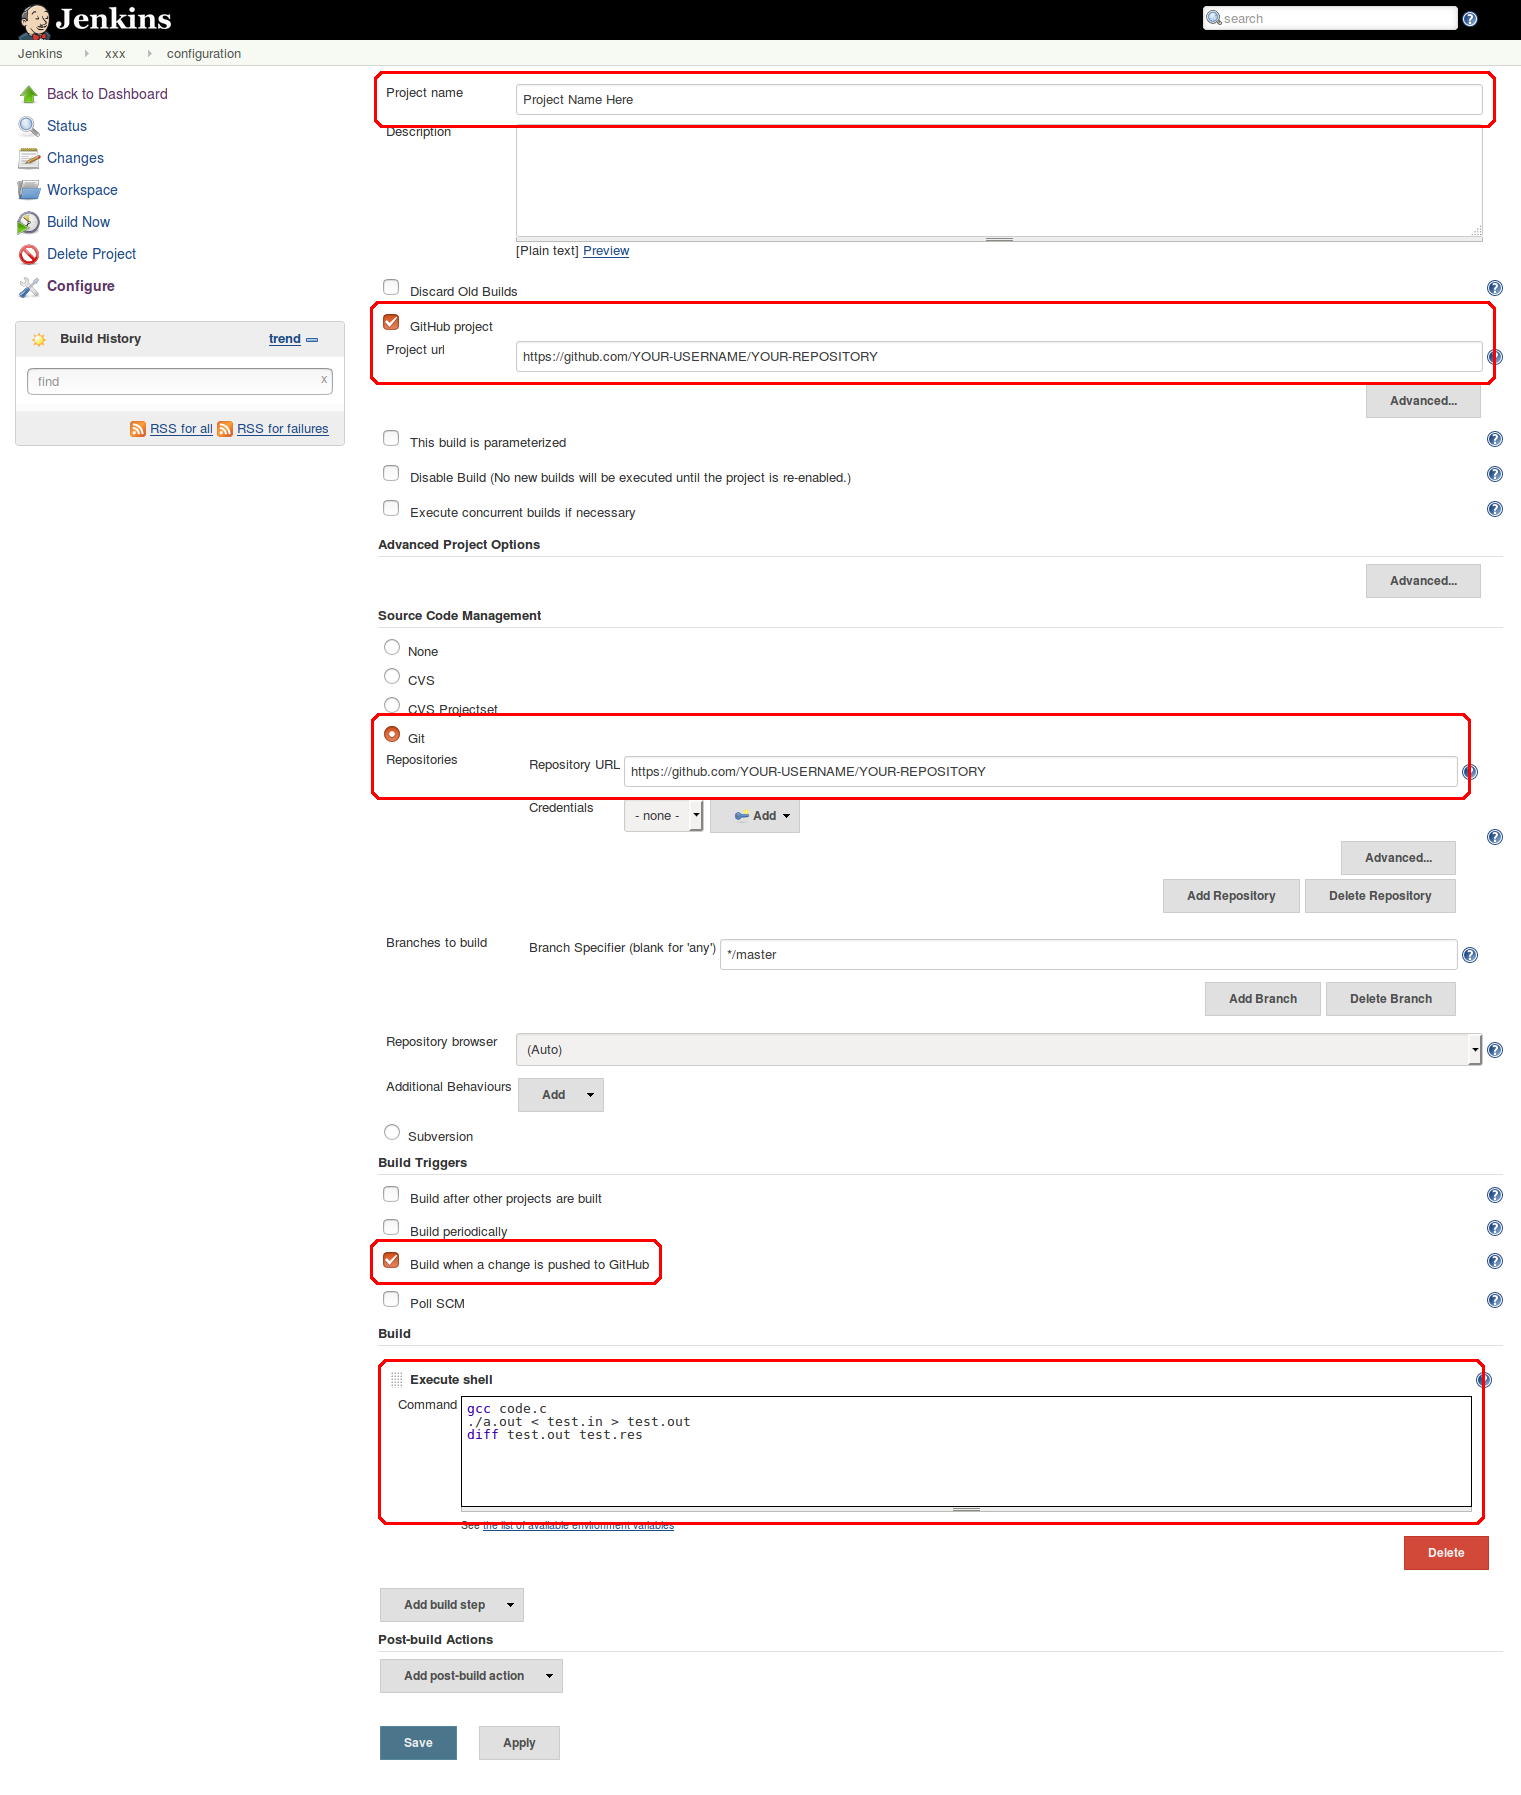 Jenkins
search
Jenkins xxx configuration
Back to Dashboard
Status
Changes
Workspace
Build Now
Delete Project
Configure
Build History trend
find x
RSS for all RSS for failures
Project name Project Name Here
Description
[Plain text] Preview
Discard Old Builds
GitHub project
Project url https://github.com/YOUR-USERNAME/YOUR-REPOSITORY
Advanced...
This build is parameterized
Disable Build (No new builds will be executed until the project is re-enabled.)
Execute concurrent builds if necessary
Advanced Project Options
Advanced...
Source Code Management
None
CVS
CVS Projectset
Git
Repositories Repository URL https://github.com/YOUR-USERNAME/YOUR-REPOSITORY
Credentials - none - Add
Advanced...
Add Repository Delete Repository
Branches to build Branch Specifier (blank for 'any') */master
Add Branch Delete Branch
Repository browser (Auto)
Additional Behaviours Add
Subversion
Build Triggers
Build after other projects are built
Build periodically
Build when a change is pushed to GitHub
Poll SCM
Build
Execute shell
Command gcc code.c
./a.out < test.in > test.out
diff test.out test.res
See the list of available environment variables
Delete
Add build step
Post-build Actions
Add post-build action
Save Apply